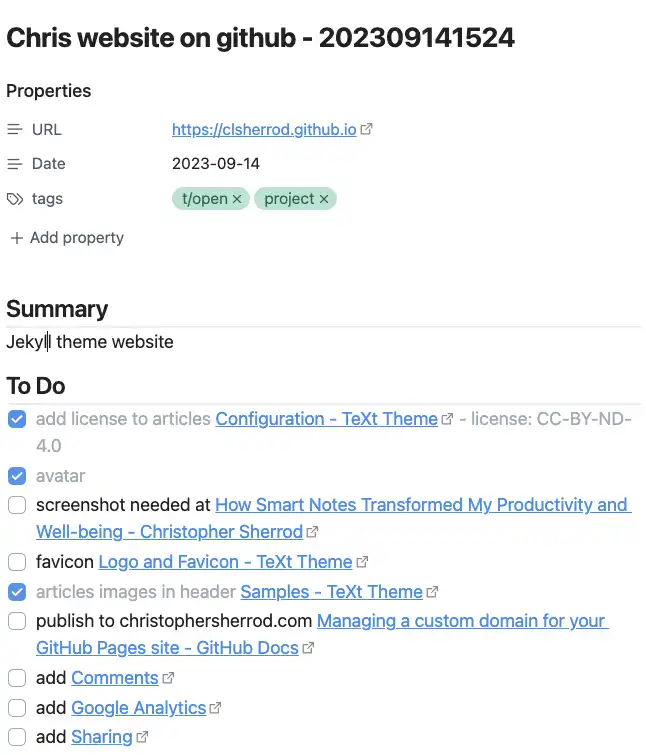 Chris website on github - 202309141524
Properties
URL https://clsherrod.github.io
Date 2023-09-14
tags t/open × project ×
+ Add property
Summary
Jekyll theme website
To Do
add license to articles Configuration - TeXt Theme - license: CC-BY-ND-
4.0
avatar
screenshot needed at How Smart Notes Transformed My Productivity and
Well-being - Christopher Sherrod
favicon Logo and Favicon - TeXt Theme
articles images in header Samples - TeXt Theme
publish to christophersherrod.com Managing a custom domain for your
GitHub Pages site - GitHub Docs
add Comments
add Google Analytics
add Sharing